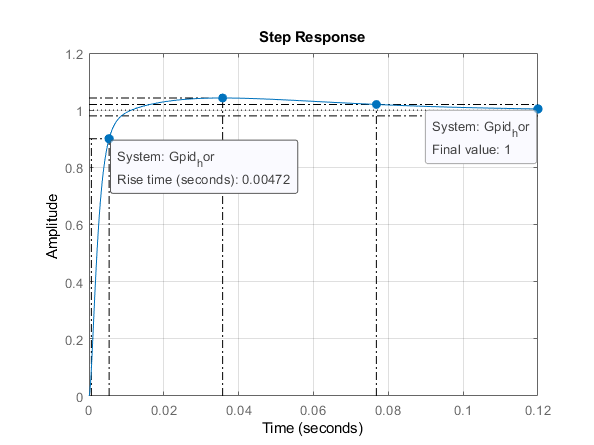 Step Response
1.2
1
0.8
0.6
0.4
0.2
0
Amplitude
System: Gpid_hor
Rise time (seconds): 0.00472
System: Gpid_hor
Final value: 1
0 0.02 0.04 0.06 0.08 0.1 0.12
Time (seconds)